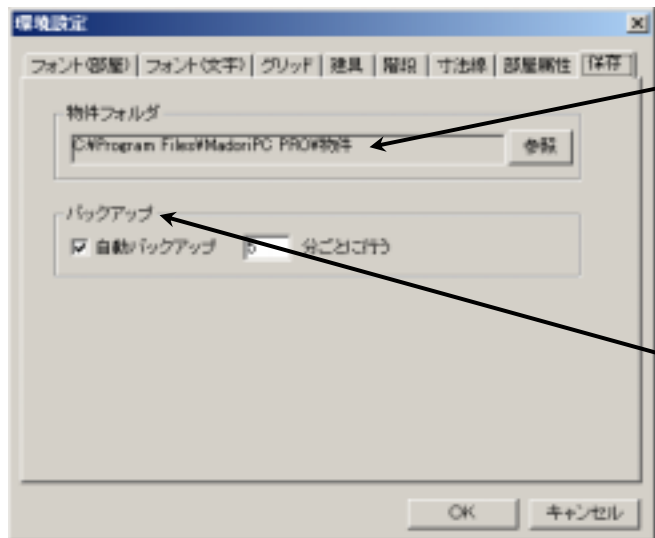 環境設定
フォント(部屋) フォント(文字) グリッド 建具 階段 寸法線 部屋属性 保存
物件フォルダ
C:¥Program Files¥MadoriPC PRO¥物件 参照
バックアップ
自動バックアップ 5 分ごとに行う
OK キャンセル